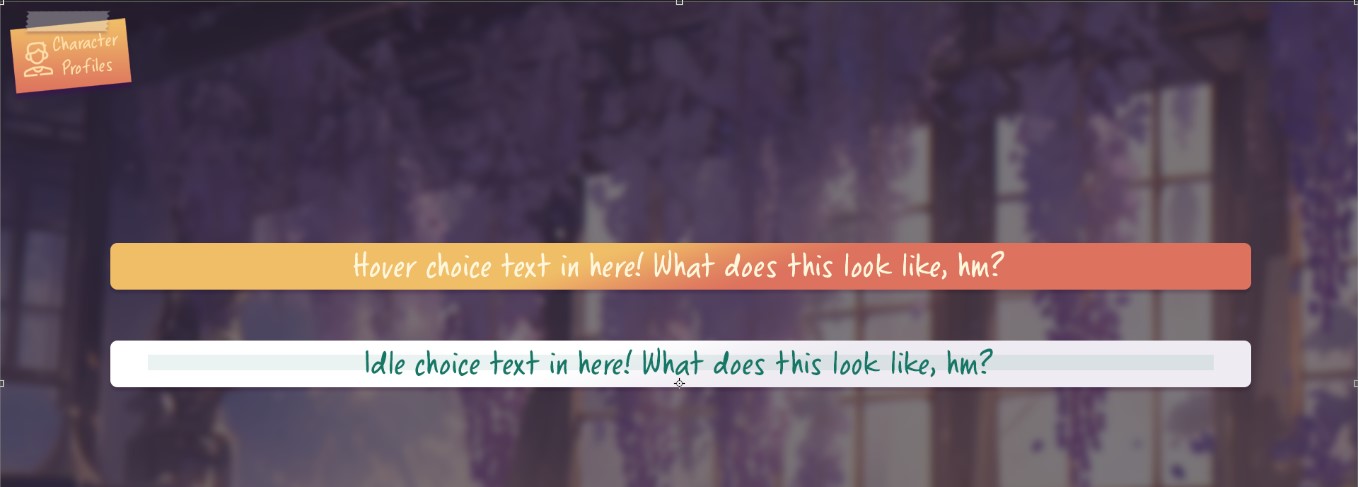 Character
Profiles
Hover choice text in here! What does this look like, hm?
Idle choice text in here! What does this look like, hm?